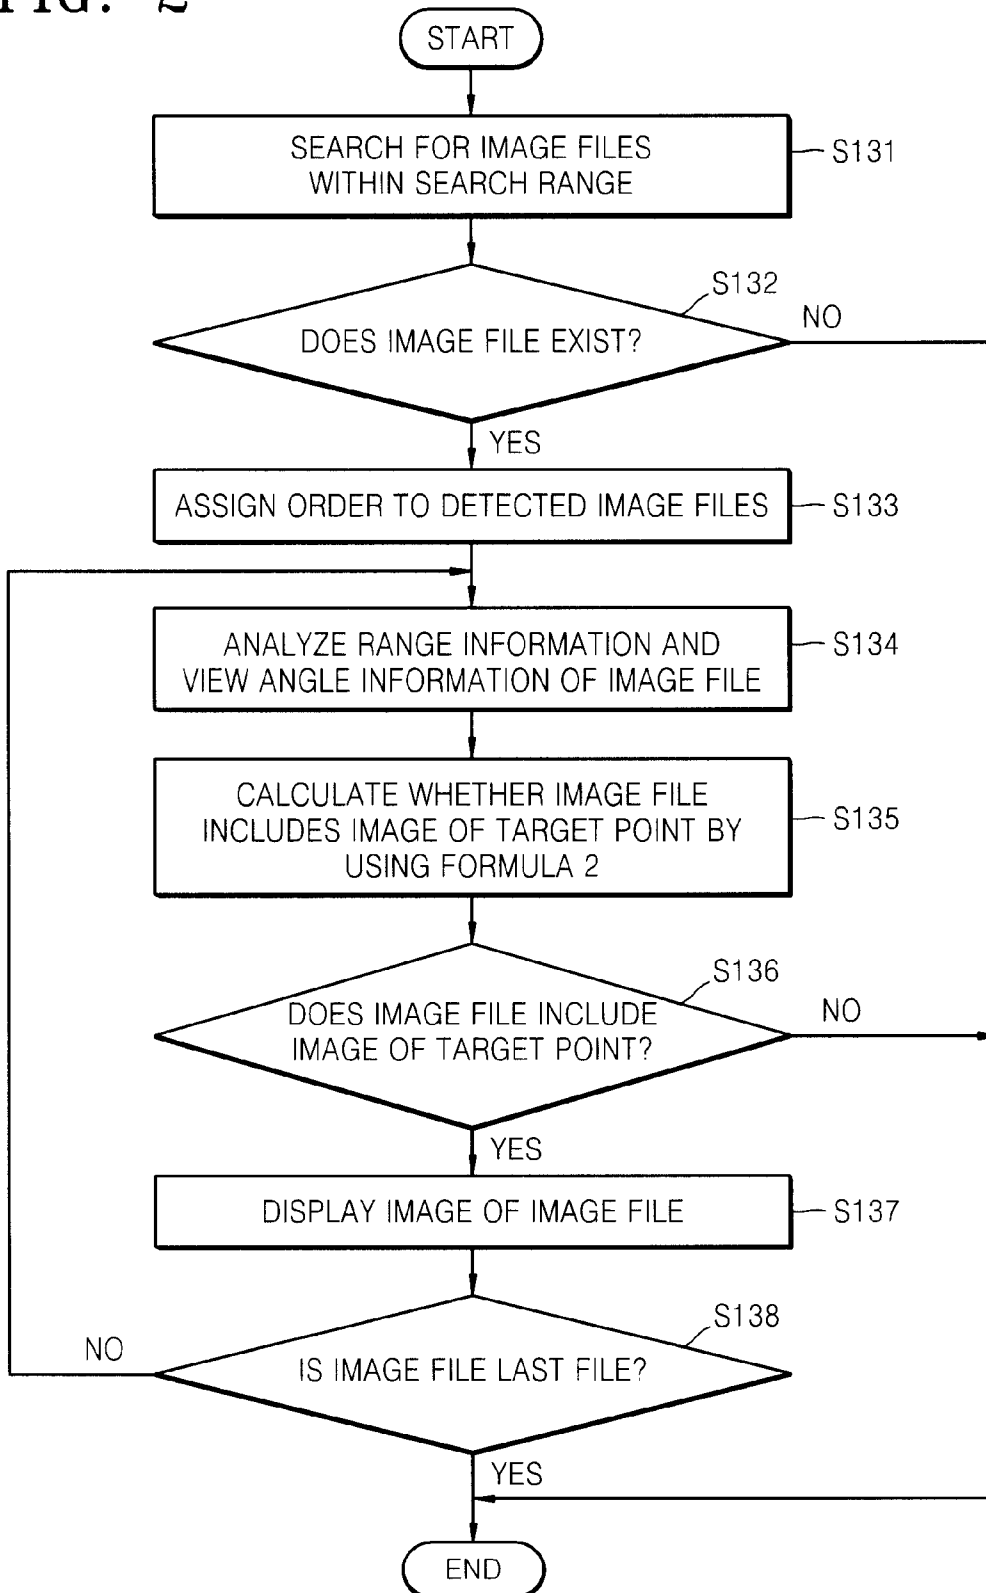 FIG. 2
START
SEARCH FOR IMAGE FILES
WITHIN SEARCH RANGE
S131
S132
DOES IMAGE FILE EXIST?
NO
YES
ASSIGN ORDER TO DETECTED IMAGE FILES
S133
ANALYZE RANGE INFORMATION AND
VIEW ANGLE INFORMATION OF IMAGE FILE
S134
CALCULATE WHETHER IMAGE FILE
INCLUDES IMAGE OF TARGET POINT BY
USING FORMULA 2
S135
S136
DOES IMAGE FILE INCLUDE
IMAGE OF TARGET POINT?
NO
YES
DISPLAY IMAGE OF IMAGE FILE
S137
S138
NO
IS IMAGE FILE LAST FILE?
YES
END